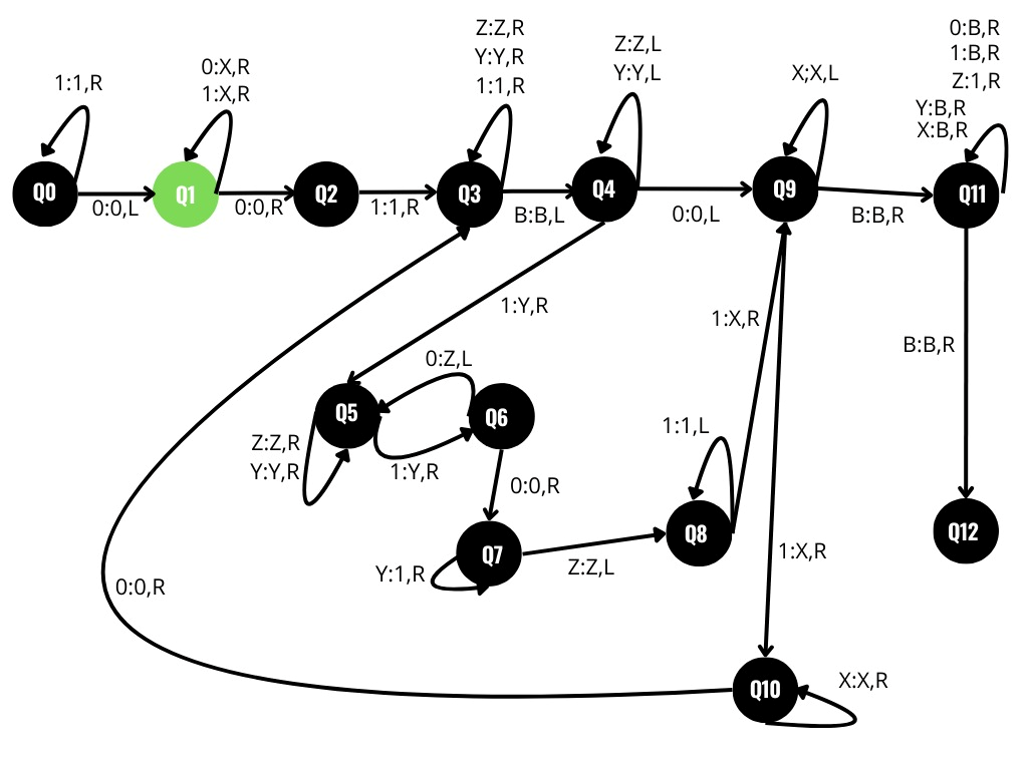 0:B,R
1:B,R
Z:1,R
Y:B,R
X:B,R
Z:Z,R
Y:Y,R
1:1,R
Z:Z,L
Y:Y,L
X;X,L
0:X,R
1:X,R
1:1,R
Q0
Q1
Q2
Q3
Q4
Q9
Q11
0:0,L
0:0,R
1:1,R
B:B,L
0:0,L
B:B,R
1:Y,R
1:X,R
B:B,R
0:Z,L
Q5
Q6
Z:Z,R
Y:Y,R
1:Y,R
1:1,L
0:0,R
Q7
Q8
Q12
Y:1,R
Z:Z,L
1:X,R
0:0,R
Q10
X:X,R